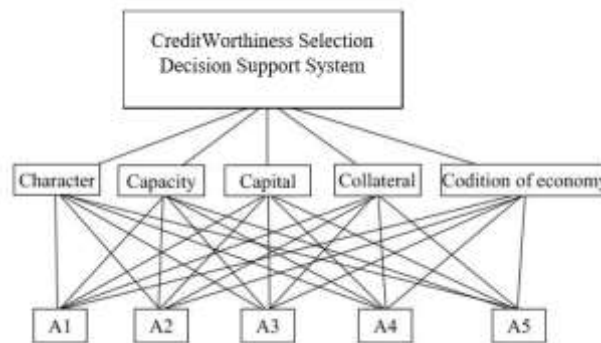 CreditWorthiness Selection
Decision Support System
Character Capacity Capital Collateral Codition of economy
A1 A2 A3 A4 A5